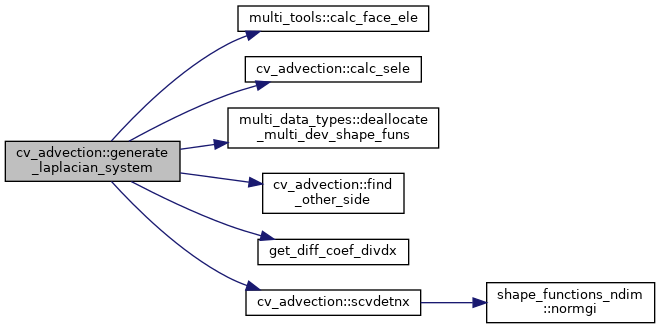 multi_tools::calc_face_ele
cv_advection::calc_sele
multi_data_types::deallocate
_multi_dev_shape_funs
cv_advection::generate
_laplacian_system
cv_advection::find
_other_side
get_diff_coef_divdx
cv_advection::scvdetnx
shape_functions_ndim
::normgi